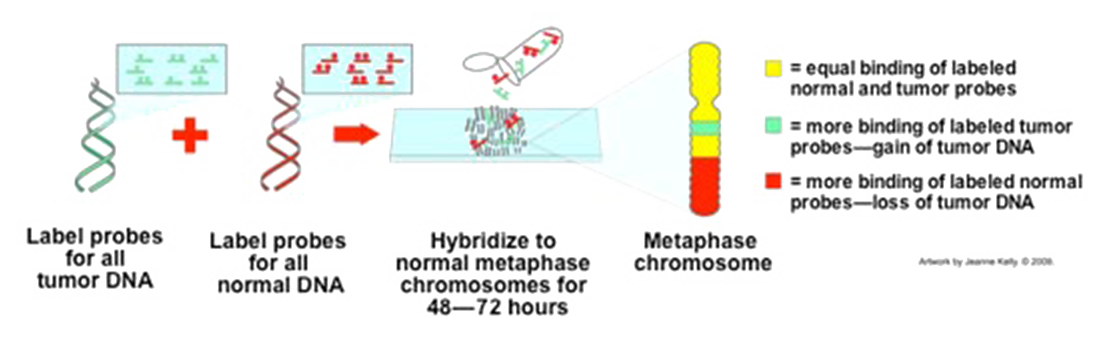 = equal binding of labeled
normal and tumor probes
= more binding of labeled tumor
probes—gain of tumor DNA
= more binding of labeled normal
probes—loss of tumor DNA
Label probes
for all
tumor DNA
Label probes
for all
normal DNA
Hybridize to
normal metaphase
chromosomes for
48—72 hours
Metaphase
chromosome
Artwork by Jeanne Kelly. © 2009.